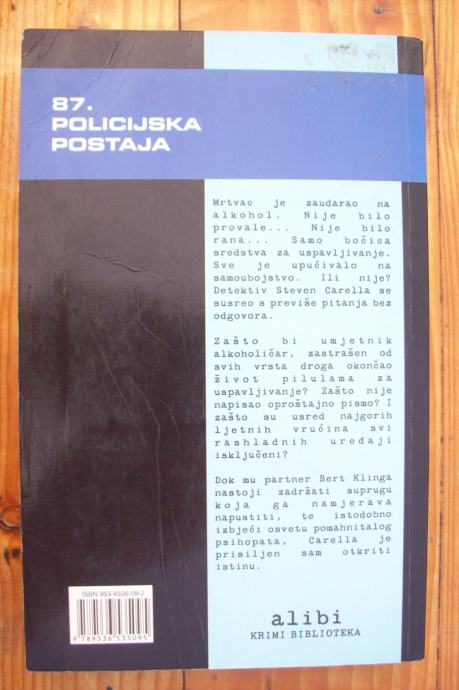 87.
POLICIJSKA
POSTAJA
Mrtvac je zaudarao na
alkohol. Nije bilo
provale... Nije bilo
rana... Samo bočica
sredstva za uspavljivanje.
Sve je upućivalo na
samoubojstvo. Ili nije?
Detektiv Steven Carella se
susreo s previše pitanja bez
odgovora.
Zašto bi umjetnik
alkoholičar, zastrašen od
svih vrsta droga okončao
život pilulama za
uspavljivanje? Zašto nije
napisao oproštajno pismo? I
zašto su usred najgorih
ljetnih vrućina svi
rashladnih uređaji
isključeni?
Dok mu partner Bert Klinga
nastoji zadržati suprugu
koja ga namjerava
napustiti, te istodobno
izbjeći osvetu pomahnitalog
psihopata, Carella je
prisiljen sam otkriti
istinu.
ISBN 953-6536-09-2
9 789536 535095
alibi
KRIMI BIBLIOTEKA